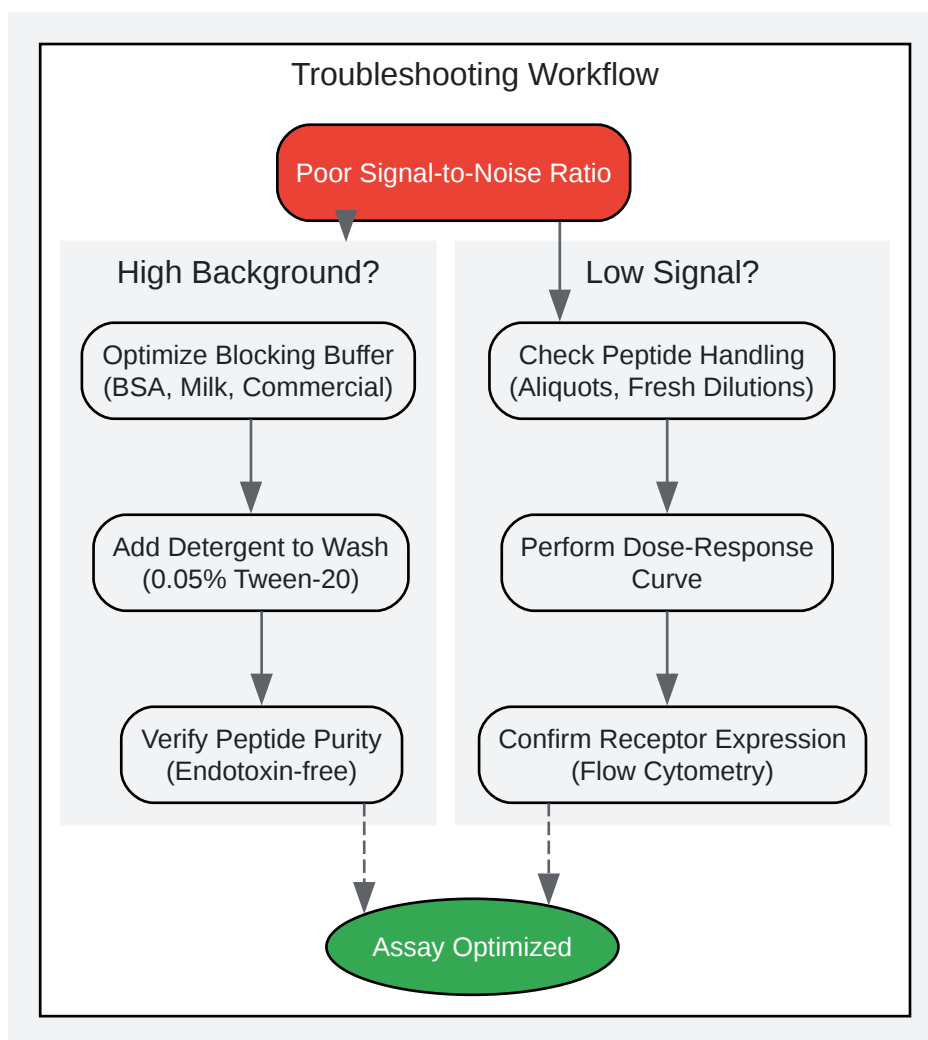 Troubleshooting Workflow
Poor Signal-to-Noise Ratio
High Background?
Optimize Blocking Buffer
(BSA, Milk, Commercial)
Add Detergent to Wash
(0.05% Tween-20)
Verify Peptide Purity
(Endotoxin-free)
Low Signal?
Check Peptide Handling
(Aliquots, Fresh Dilutions)
Perform Dose-Response
Curve
Confirm Receptor Expression
(Flow Cytometry)
Assay Optimized